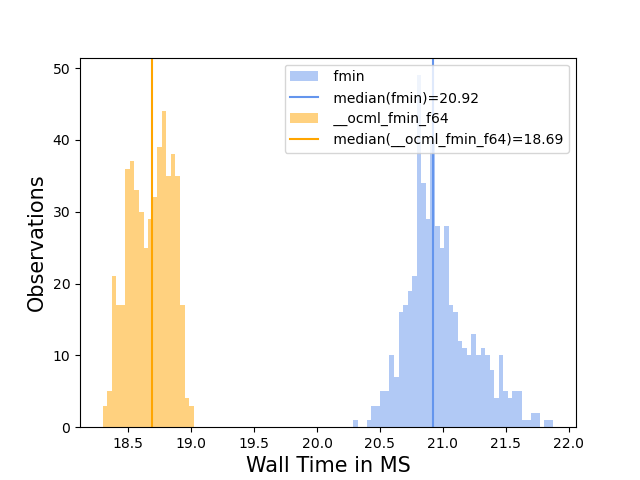 fmin
median(fmin)=20.92
__ocml_fmin_f64
median(__ocml_fmin_f64)=18.69
50
40
30
20
10
0
Observations
18.5 19.0 19.5 20.0 20.5 21.0 21.5 22.0
Wall Time in MS